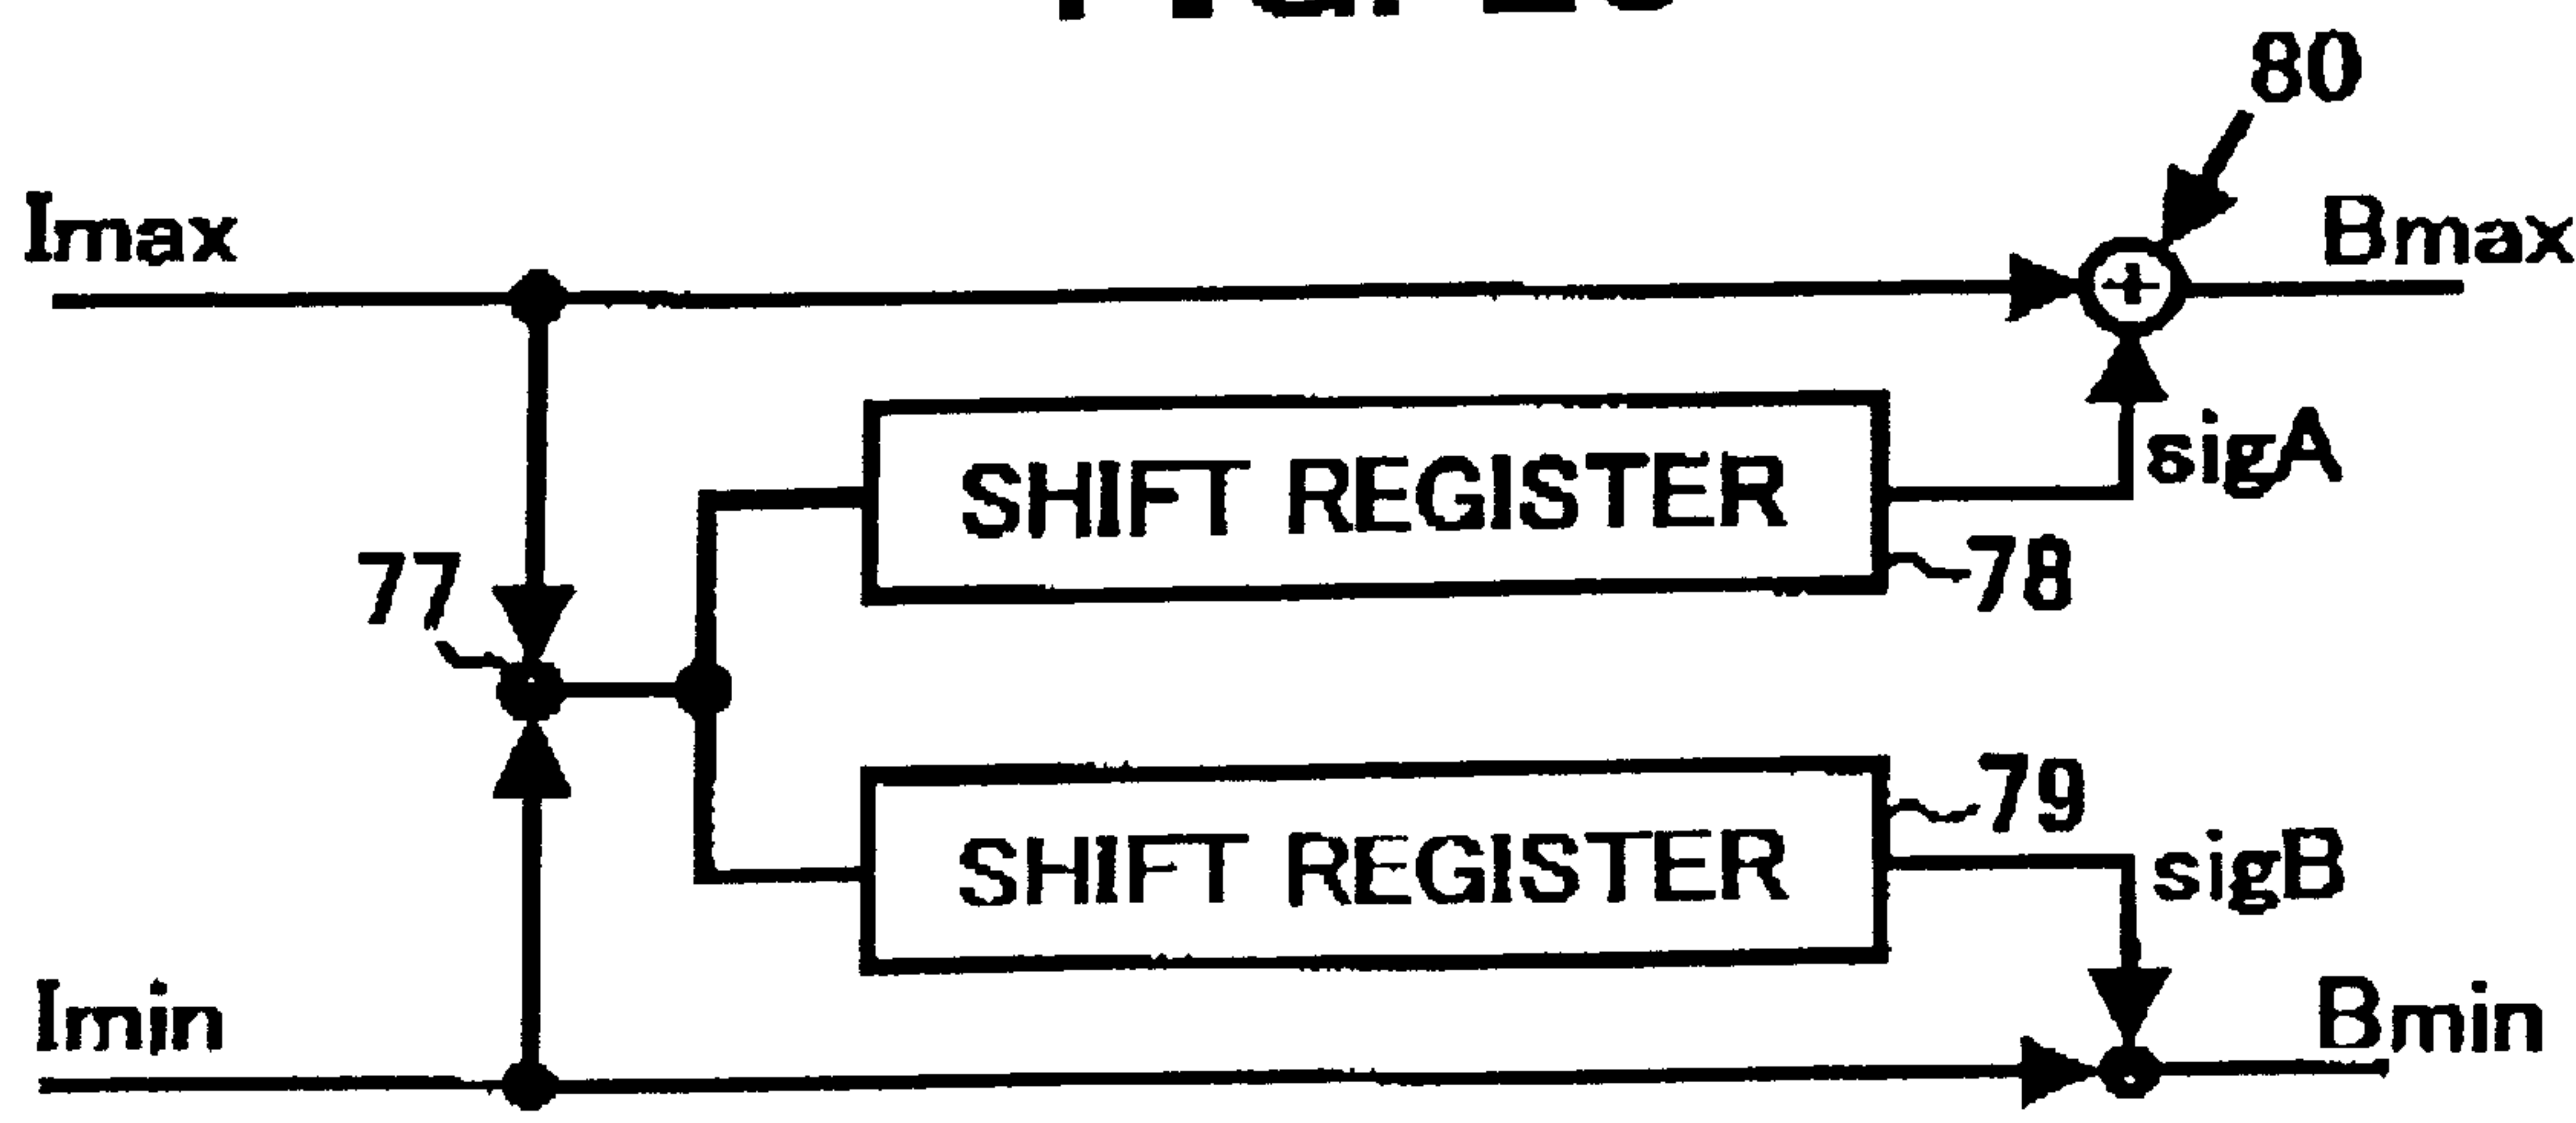 80
Imax
Bmax
SHIFT REGISTER
sigA
77
78
SHIFT REGISTER
79
sigB
Imin
Bmin